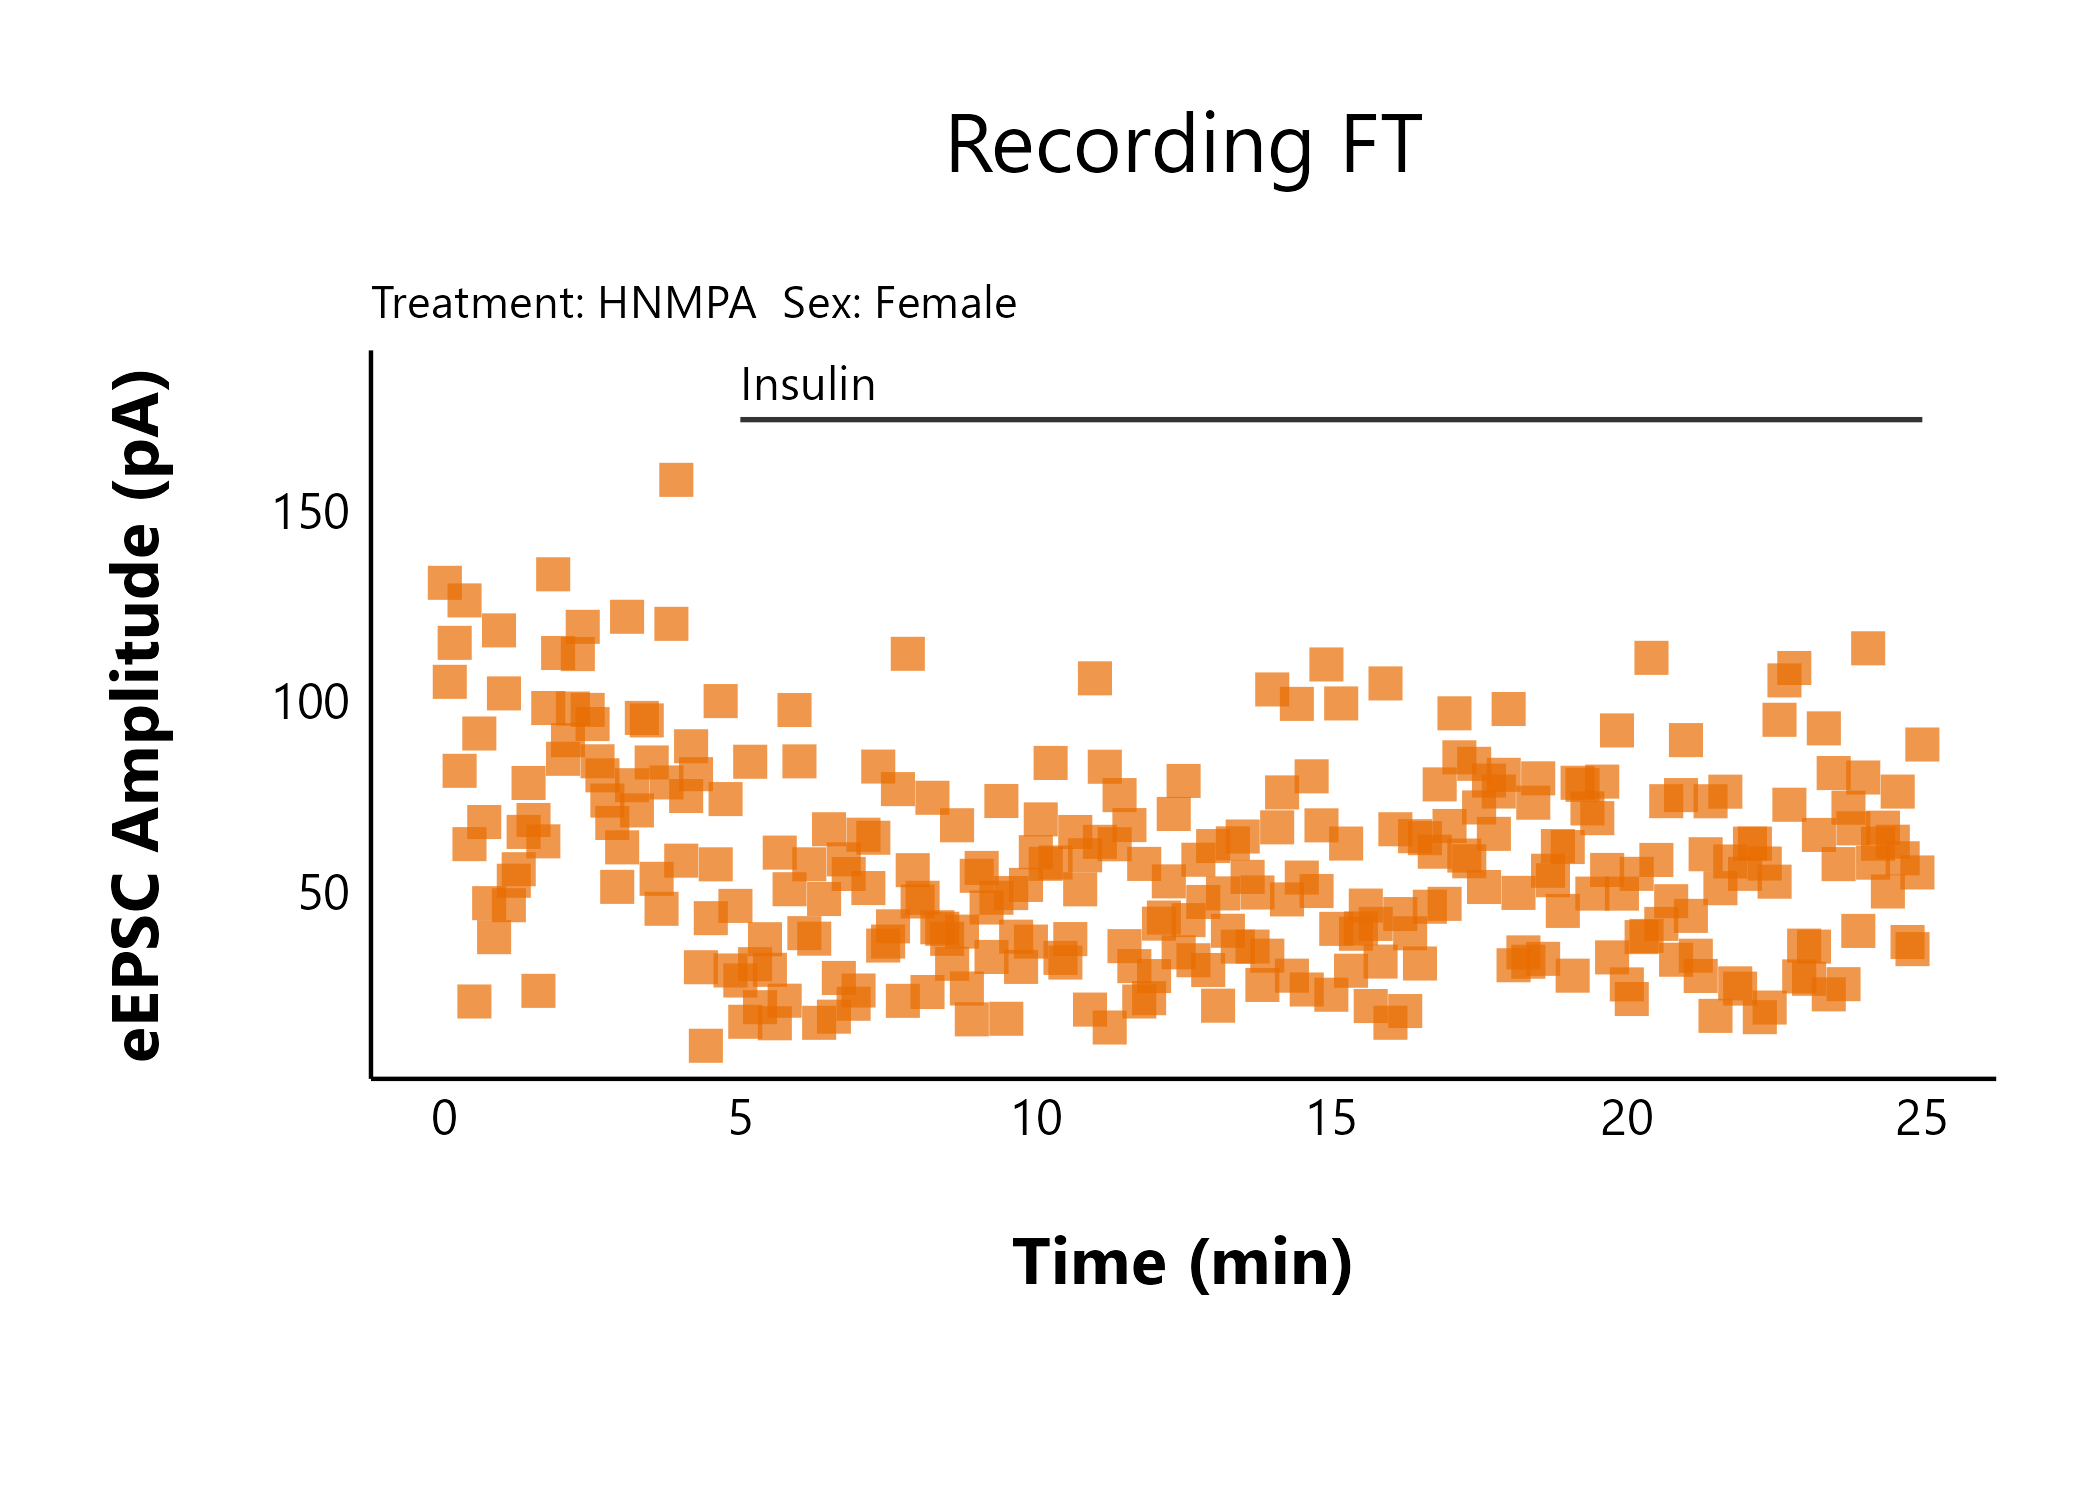 Recording FT
Treatment: HNMPA  Sex: Female
Insulin
eEPSC Amplitude (pA)
150
100
50
0 5 10 15 20 25
Time (min)